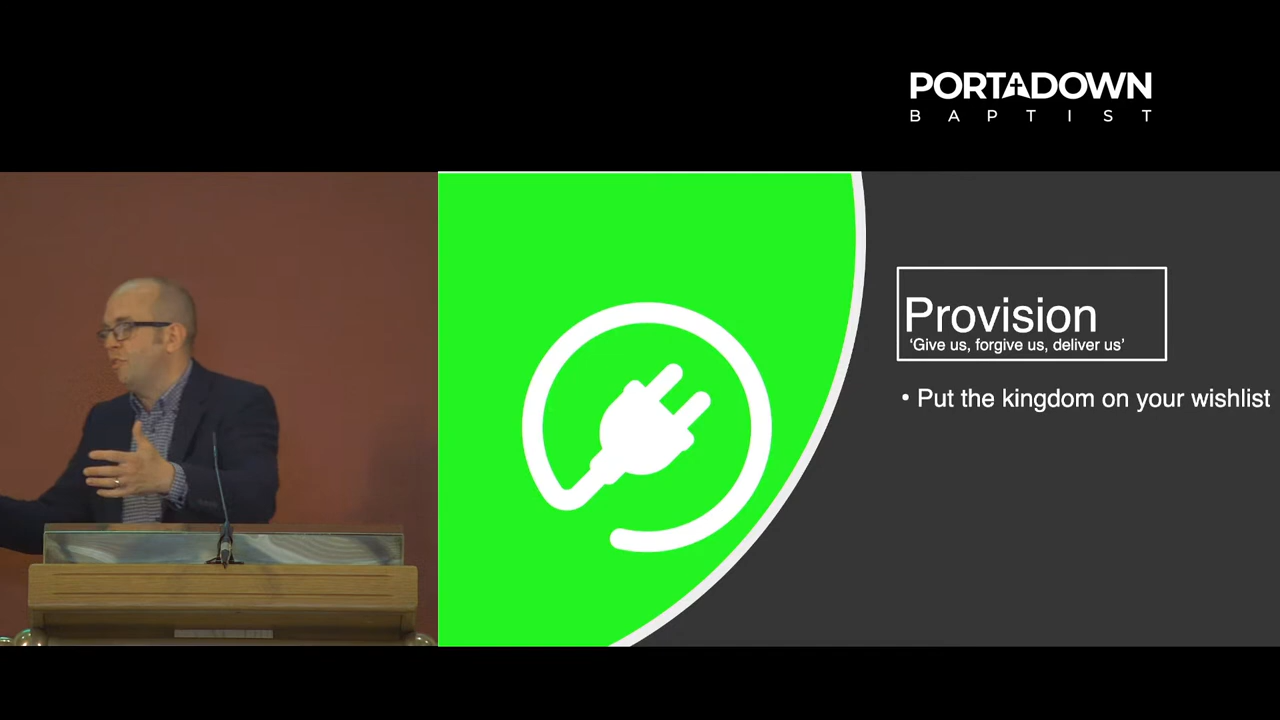 PORTADOWN
BAPTIST
Provision
‘Give us, forgive us, deliver us’
• Put the kingdom on your wishlist